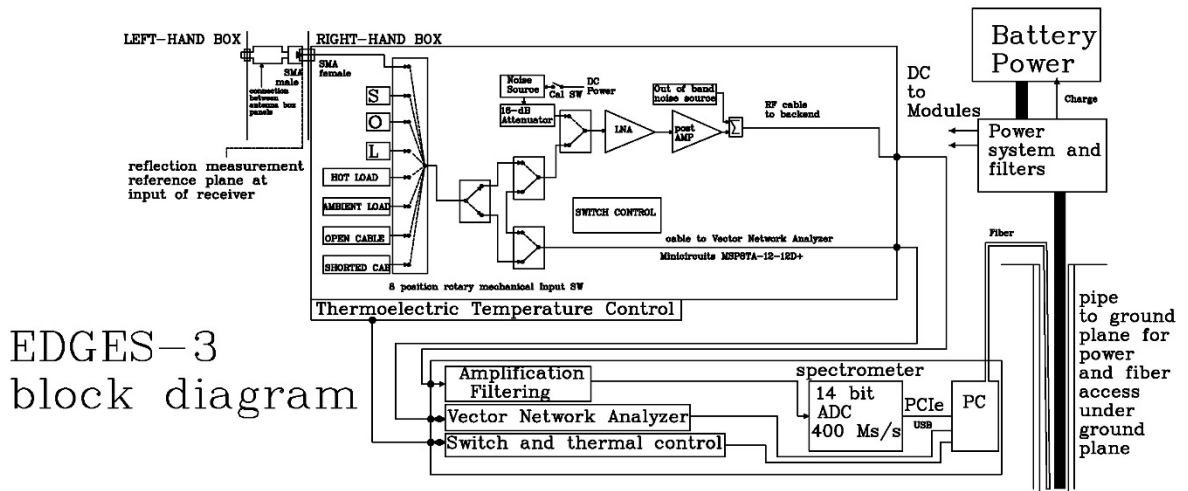 LEFT-HAND BOX
RIGHT-HAND BOX
SMA
male
SMA
female
connection
between
antenna box
panels
reflection measurement
reference plane at
input of receiver
S
O
L
HOT LOAD
AMBIENT LOAD
OPEN CABLE
SHORTED CAB
8 position rotary mechanical Input SW
Noise
Source
Cal SW
DC
Power
16-dB
Attenuator
LNA
Out of band
noise source
post
AMP
Σ
RF cable
to backend
SWITCH CONTROL
cable to Vector Network Analyzer
Minicircuits MSP6TA-12-12D+
Thermoelectric Temperature Control
DC
to
Modules
Battery
Power
Charge
Power
system and
filters
Fiber
pipe
to ground
plane for
power
and fiber
access
under
ground
plane
EDGES-3
block diagram
Amplification
Filtering
Vector Network Analyzer
Switch and thermal control
spectrometer
14 bit
ADC
400 Ms/s
PCIe
USB
PC